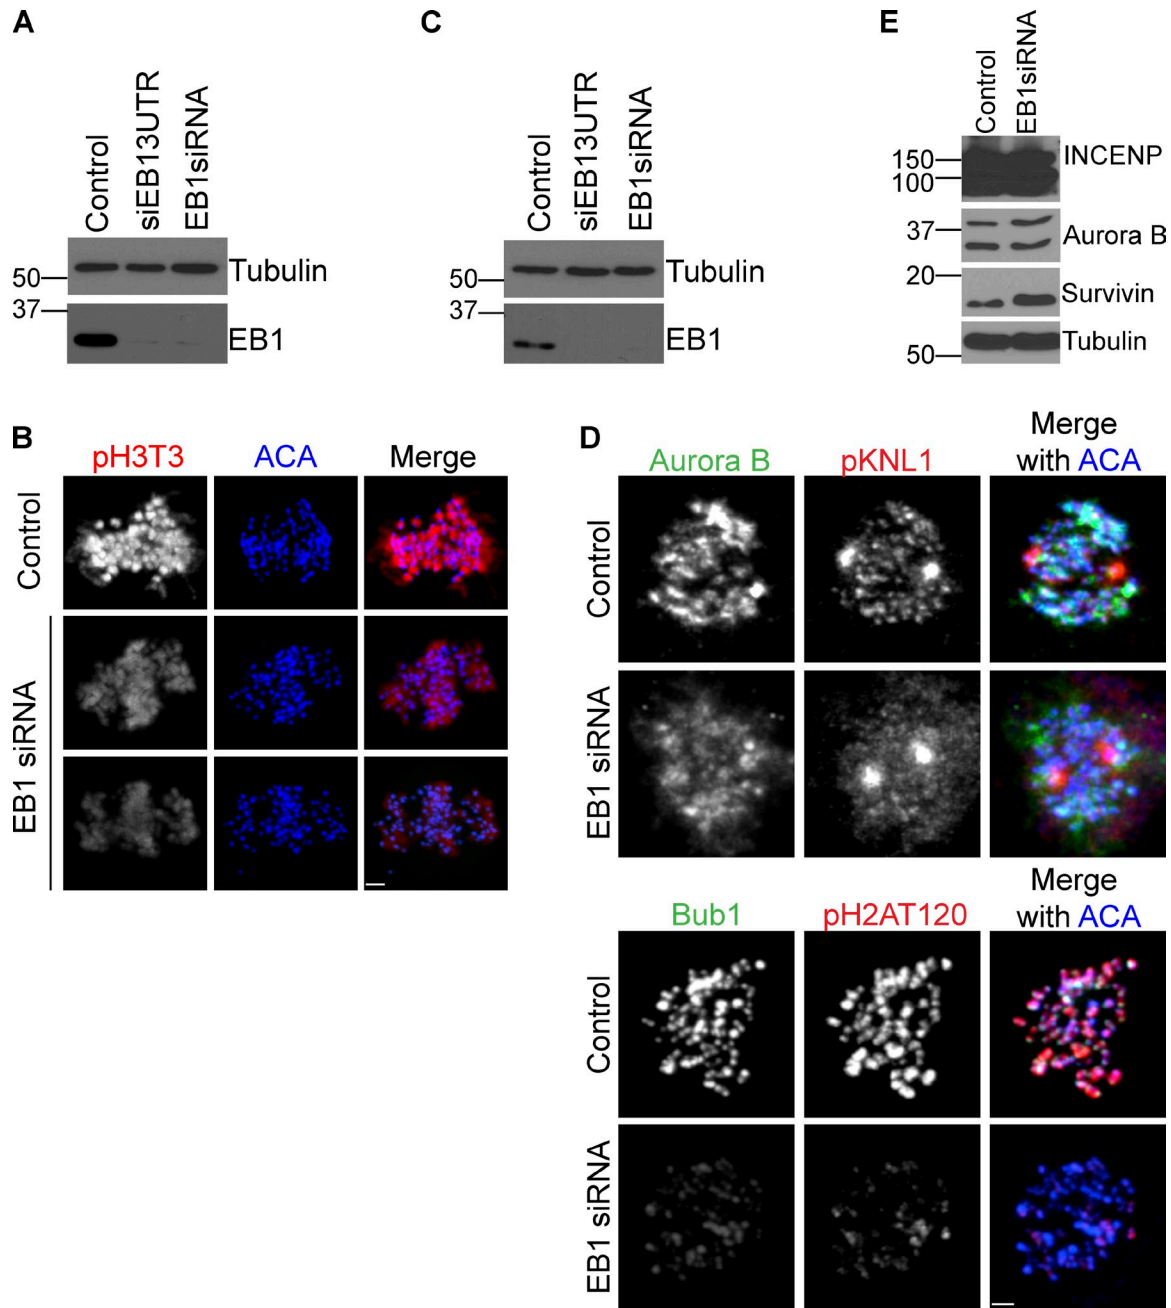 A
Control
siEB13UTR
EB1siRNA
50
Tubulin
37
EB1
C
Control
siEB13UTR
EB1siRNA
50
Tubulin
37
EB1
E
Control
EB1siRNA
150
100
INCENP
37
Aurora B
20
Survivin
50
Tubulin
B
pH3T3 ACA Merge
Control
EB1 siRNA
D
Aurora B pKNL1 Merge
with ACA
Control
EB1 siRNA
Bub1 pH2AT120 Merge
with ACA
Control
EB1 siRNA